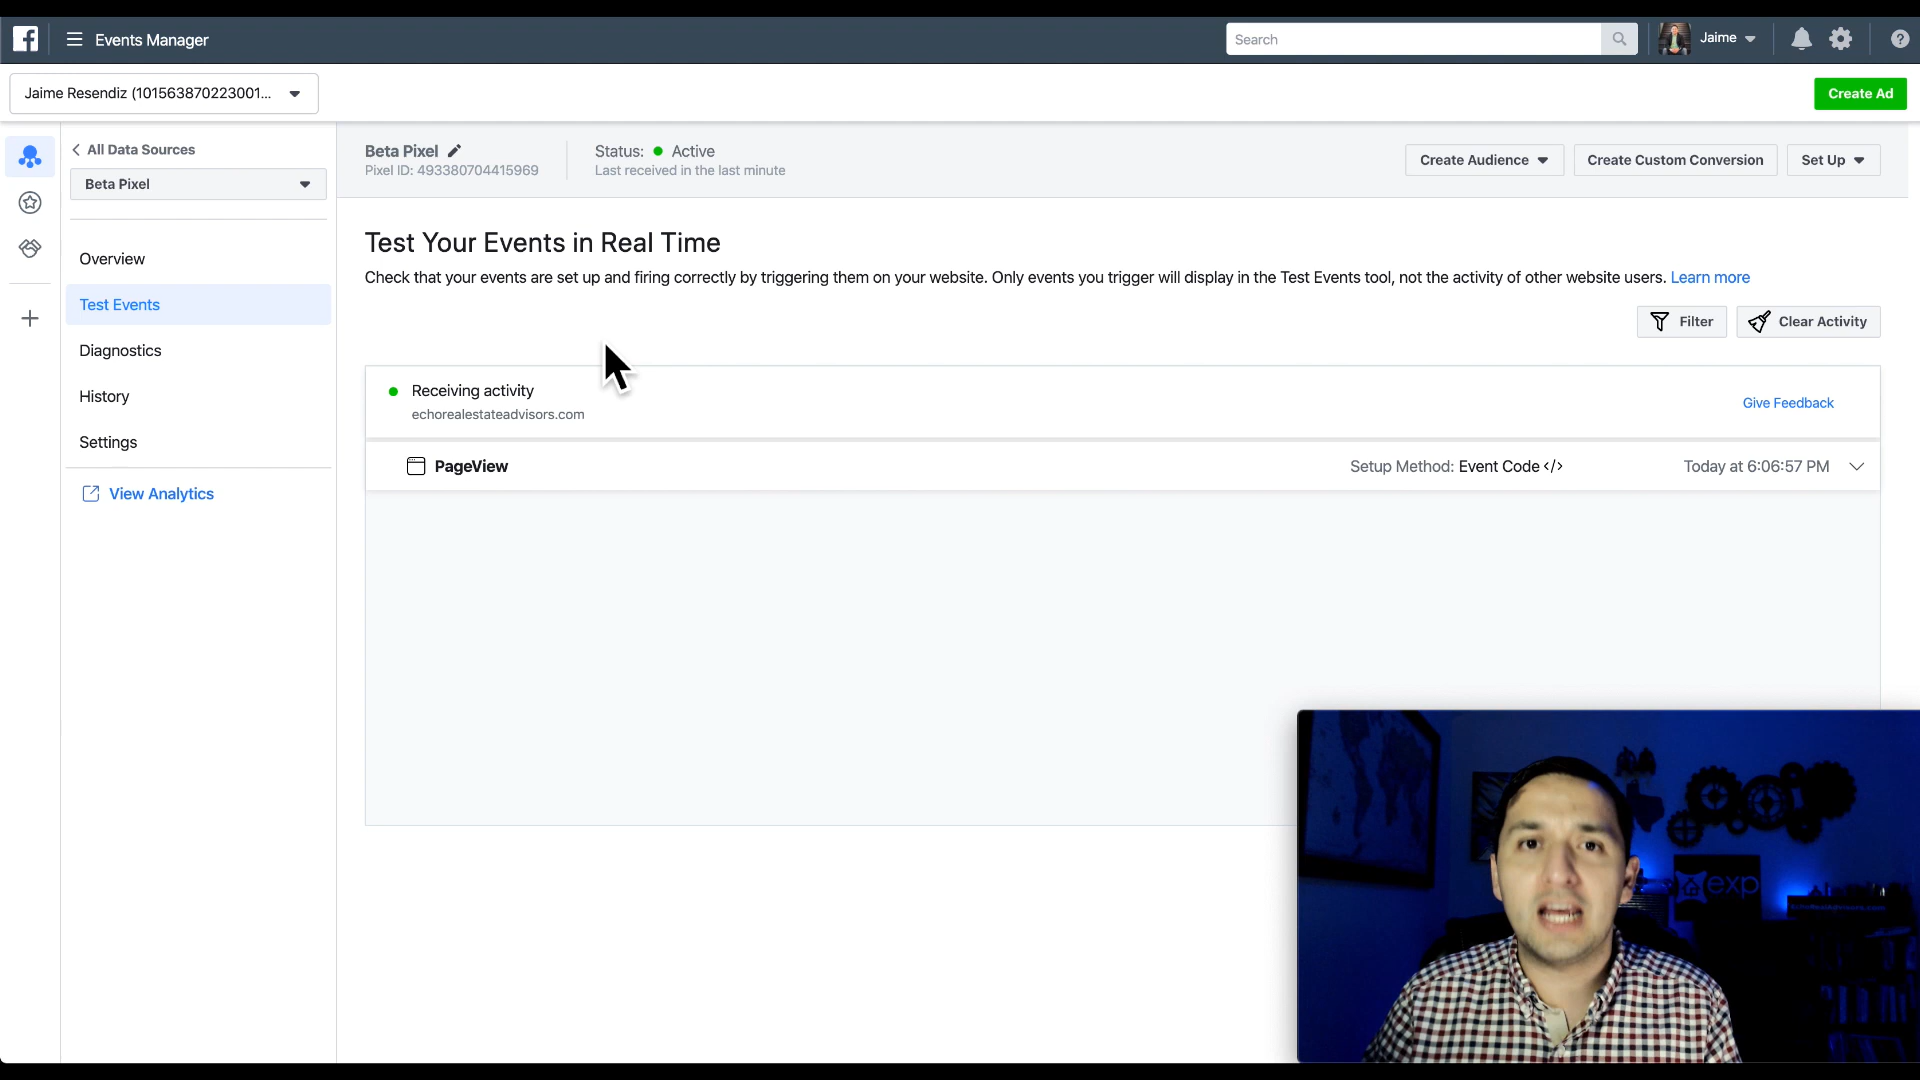 Events Manager
Search
Jaime
Jaime Resendiz (101563870223001...
Create Ad
All Data Sources
Beta Pixel
Overview
Test Events
Diagnostics
History
Settings
View Analytics
Beta Pixel
Pixel ID: 493380704415969
Status: Active
Last received in the last minute
Create Audience
Create Custom Conversion
Set Up
Test Your Events in Real Time
Check that your events are set up and firing correctly by triggering them on your website. Only events you trigger will display in the Test Events tool, not the activity of other website users. Learn more
Filter
Clear Activity
Receiving activity
echorealestateadvisors.com
Give Feedback
PageView
Setup Method: Event Code </>
Today at 6:06:57 PM
exp